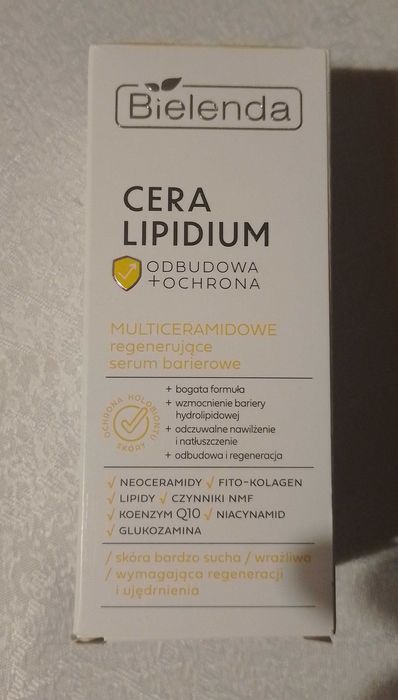 Bielenda
CERA
LIPIDIUM
ODBUDOWA
+OCHRONA
MULTICERAMIDOWE
regenerujące
serum barierowe
OCHRONA HOLOBIONTU SKÓRY
+ bogata formuła
+ wzmocnienie bariery
hydrolipidowej
+ odczuwalne nawilżenie
i natłuszczenie
+ odbudowa i regeneracja
✓ NEOCERAMIDY ✓ FITO-KOLAGEN
✓ LIPIDY ✓ CZYNNIKI NMF
✓ KOENZYM Q10 ✓ NIACYNAMID
✓ GLUKOZAMINA
/ skóra bardzo sucha / wrażliwa
/ wymagająca regeneracji
i ujędrnienia